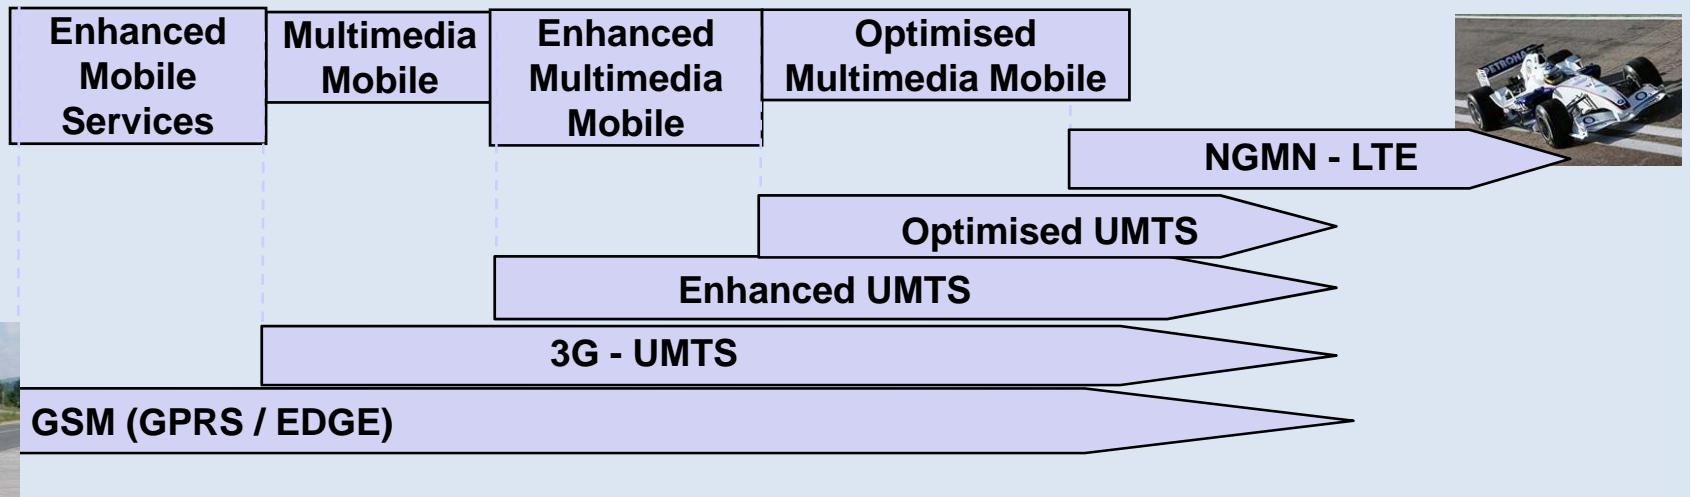 Enhanced
Mobile
Services
Multimedia
Mobile
Enhanced
Multimedia
Mobile
Optimised
Multimedia Mobile
PETRONAS
NGMN - LTE
Optimised UMTS
Enhanced UMTS
3G - UMTS
GSM (GPRS / EDGE)